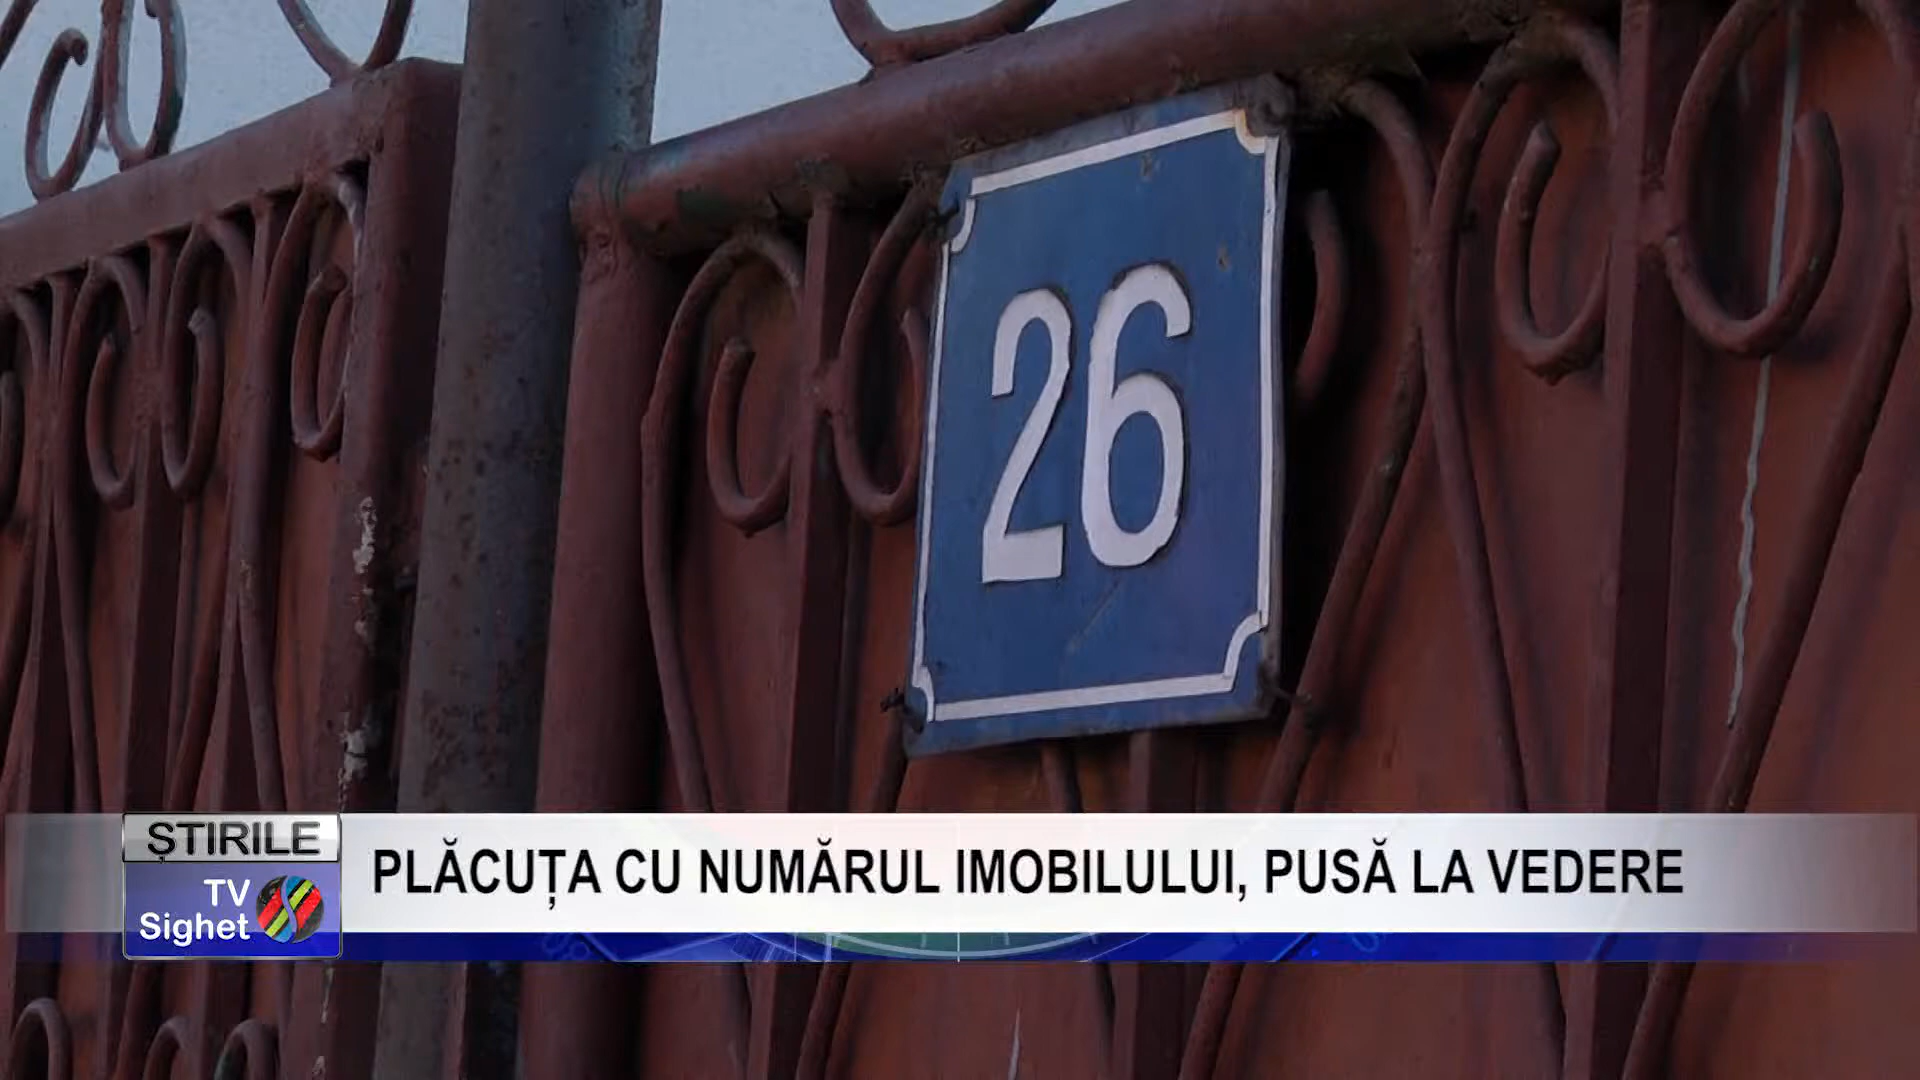 26
ȘTIRILE
TV
Sighet
PLĂCUȚA CU NUMĂRUL IMOBILULUI, PUSĂ LA VEDERE